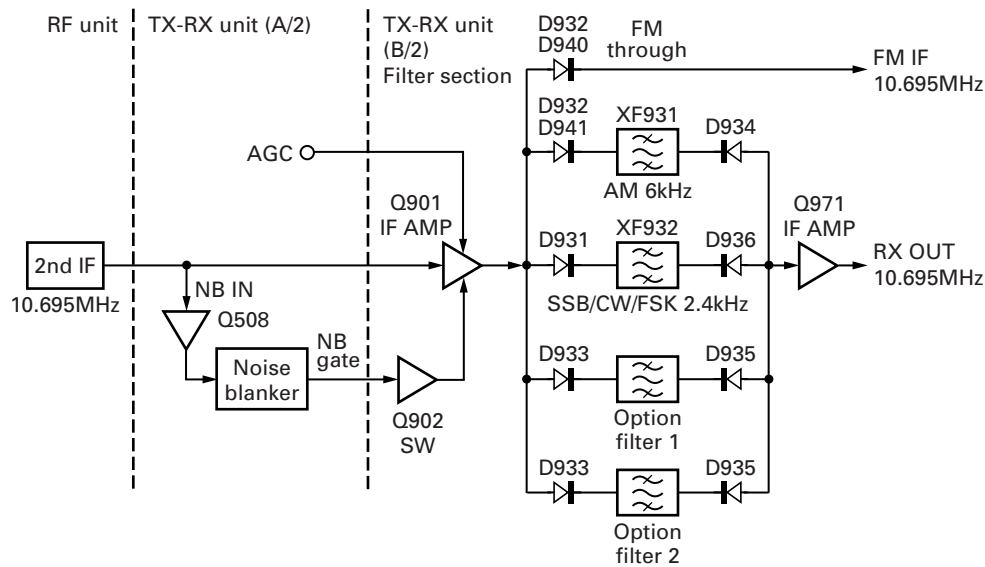 RF unit
TX-RX unit (A/2)
TX-RX unit
(B/2)
Filter section
D932
D940
FM
through
FM IF
10.695MHz
D932
D941
XF931
D934
AM 6kHz
AGC
Q901
IF AMP
D931
XF932
D936
SSB/CW/FSK 2.4kHz
Q971
IF AMP
RX OUT
10.695MHz
2nd IF
10.695MHz
NB IN
Q508
Noise
blanker
NB
gate
Q902
SW
D933
D935
Option
filter 1
D933
D935
Option
filter 2